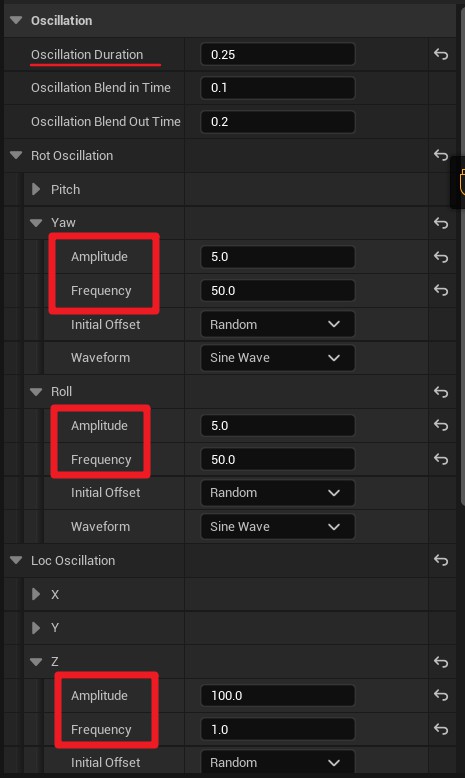 Oscillation
Oscillation Duration 0.25
Oscillation Blend in Time 0.1
Oscillation Blend Out Time 0.2
Rot Oscillation
Pitch
Yaw
Amplitude 5.0
Frequency 50.0
Initial Offset Random
Waveform Sine Wave
Roll
Amplitude 5.0
Frequency 50.0
Initial Offset Random
Waveform Sine Wave
Loc Oscillation
X
Y
Z
Amplitude 100.0
Frequency 1.0
Initial Offset Random